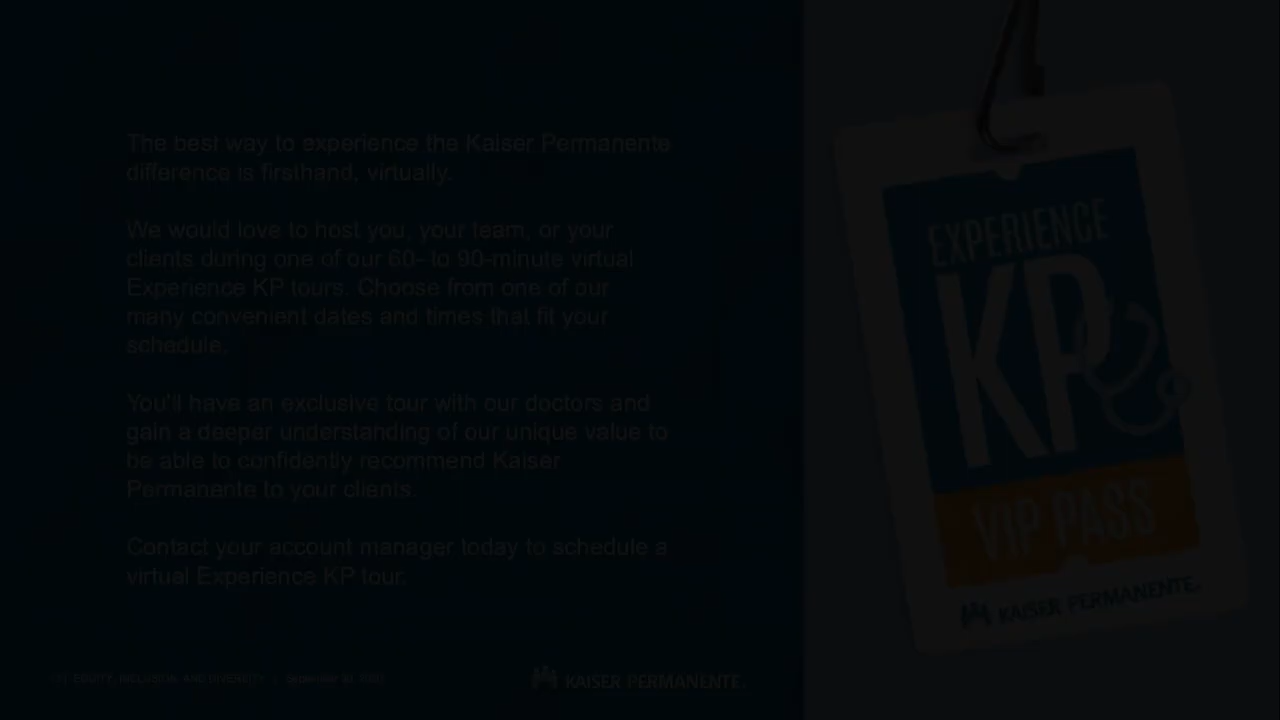 The best way to experience the Kaiser Permanente
difference is firsthand, virtually.
We would love to host you, your team, or your
clients during one of our 60- to 90-minute virtual
Experience KP tours. Choose from one of our
many convenient dates and times that fit your
schedule.
You'll have an exclusive tour with our doctors and
gain a deeper understanding of our unique value to
be able to confidently recommend Kaiser
Permanente to your clients.
Contact your account manager today to schedule a
virtual Experience KP tour.
EQUITY, INCLUSION, AND DIVERSITY | September
KAISER PERMANENTE.
EXPERIENCE
KP
VIP PASS
KAISER PERMANENTE.